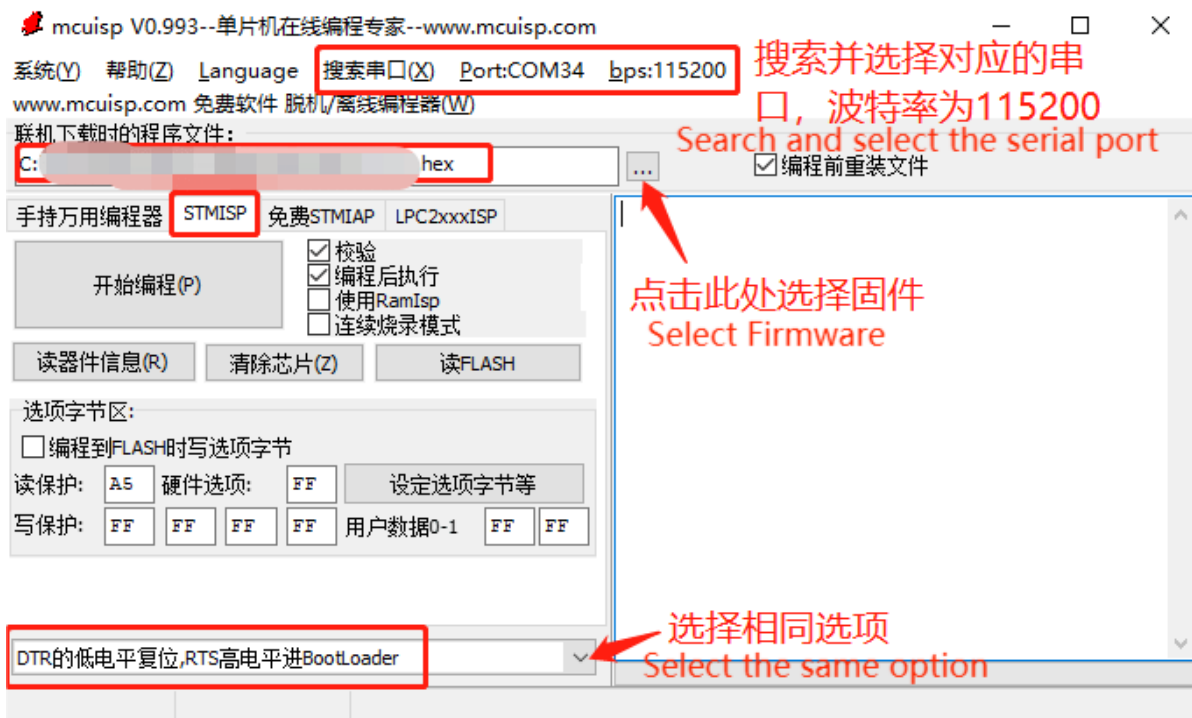 mcuisp V0.993--单片机在线编程专家--www.mcuisp.com
系统(Y) 帮助(Z) Language 搜索串口(X) Port:COM34 bps:115200
搜索并选择对应的串
口，波特率为115200
Search and select the serial port
www.mcuisp.com 免费软件 脱机/离线编程器(W)
联机下载时的程序文件：
C: hex ... 编程前重装文件
手持万用编程器 STMISP 免费STMIAP LPC2xxxISP
开始编程(P)
校验
编程后执行
使用RamIsp
连续烧录模式
点击此处选择固件
Select Firmware
读器件信息(R) 清除芯片(Z) 读FLASH
选项字节区:
编程到FLASH时写选项字节
读保护: A5 硬件选项: FF 设定选项字节等
写保护: FF FF FF FF 用户数据0-1 FF FF
选择相同选项
Select the same option
DTR的低电平复位,RTS高电平进BootLoader